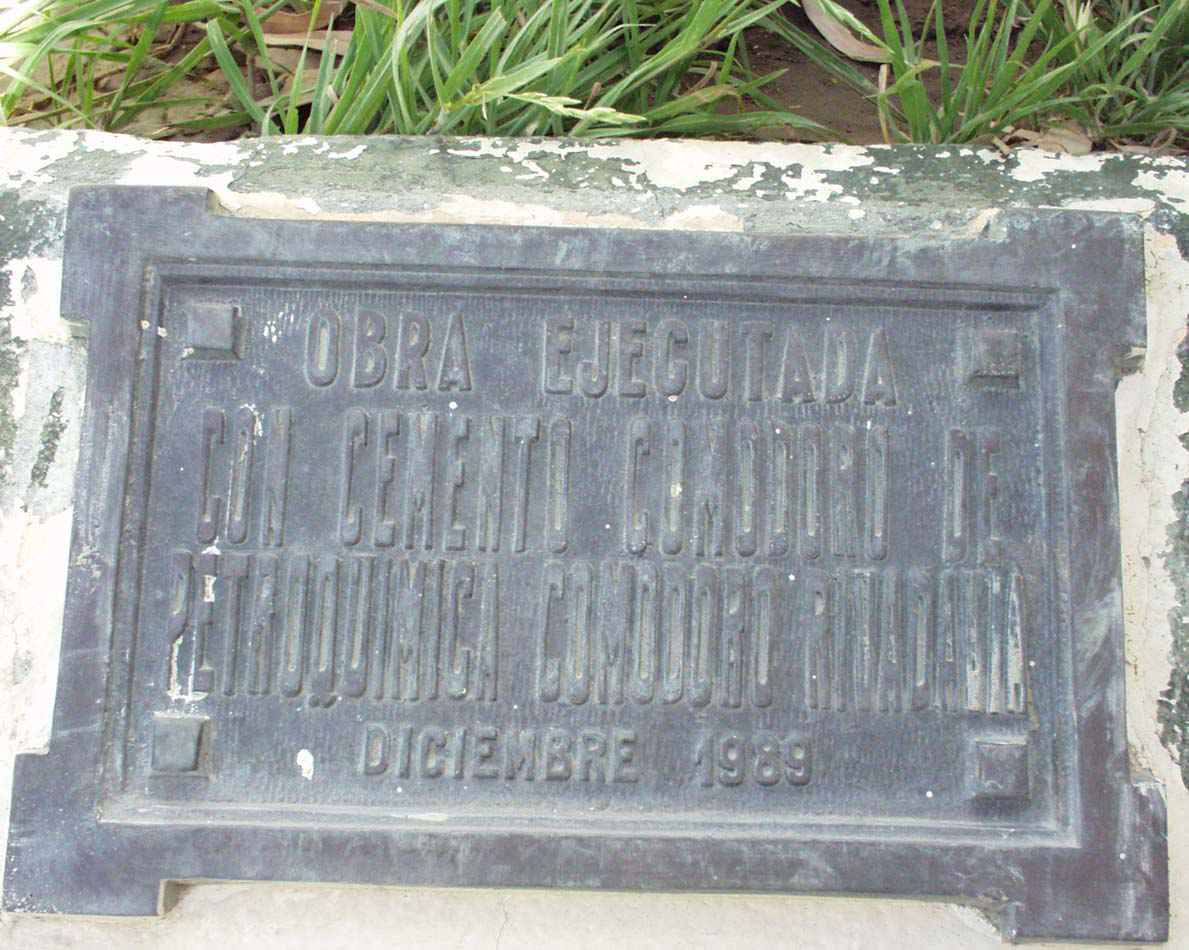 OBRA EJECUTADA
CON CEMENTO COMODORO DE
PETROQUIMICA COMODORO RIVADAVIA
DICIEMBRE 1989